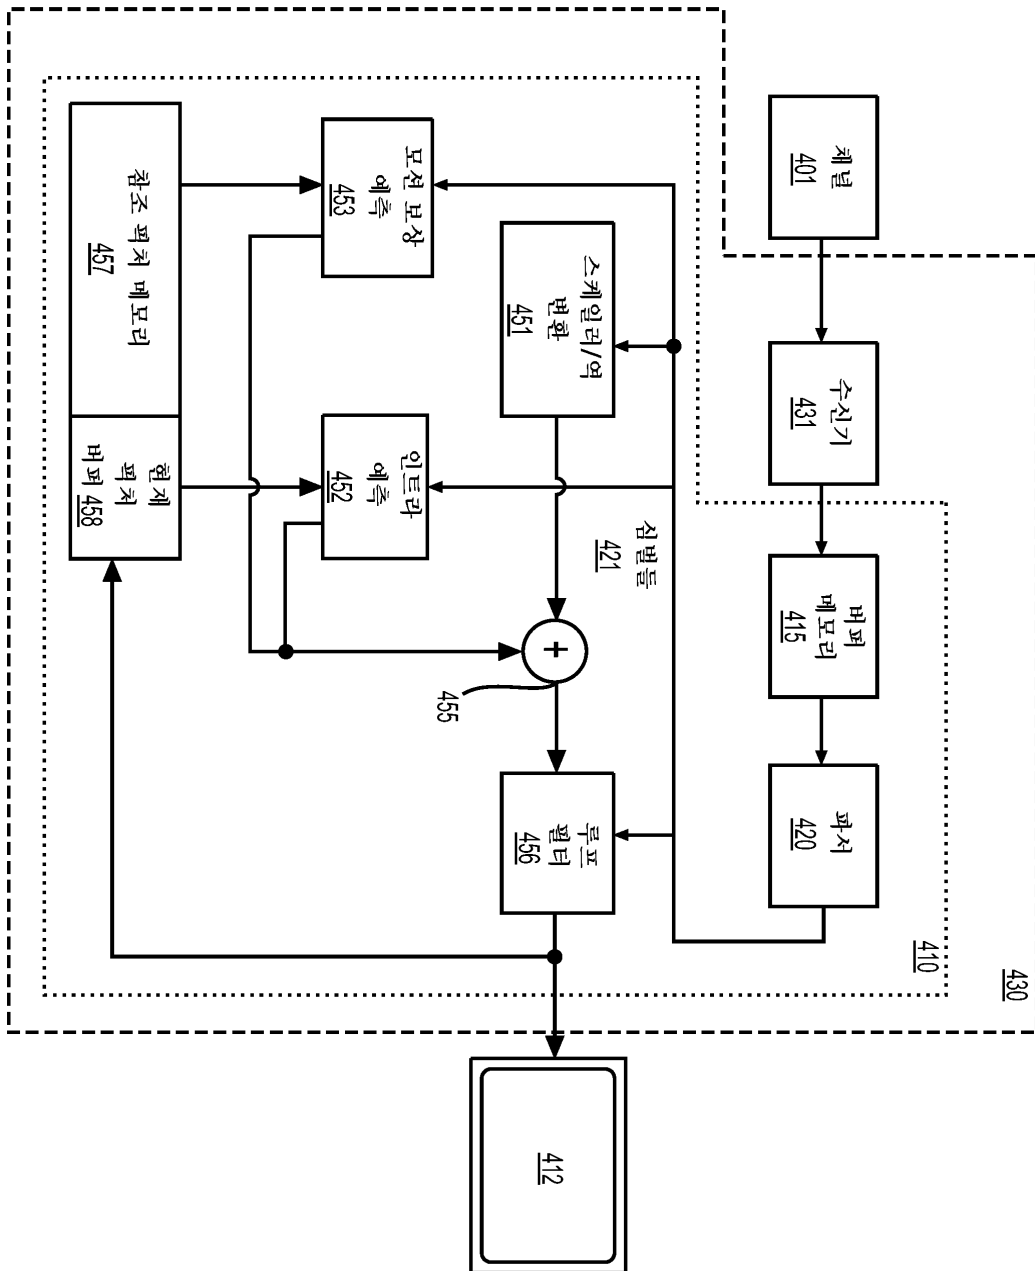 채널
401
수신기
431
버퍼
메모리
415
파서
420
430
410
심벌들
421
스케일러/역
변환
451
+
455
루프
필터
456
모션 보상
예측
453
인트라
예측
452
참조 픽처 메모리
457
현재
픽처
버퍼 458
412